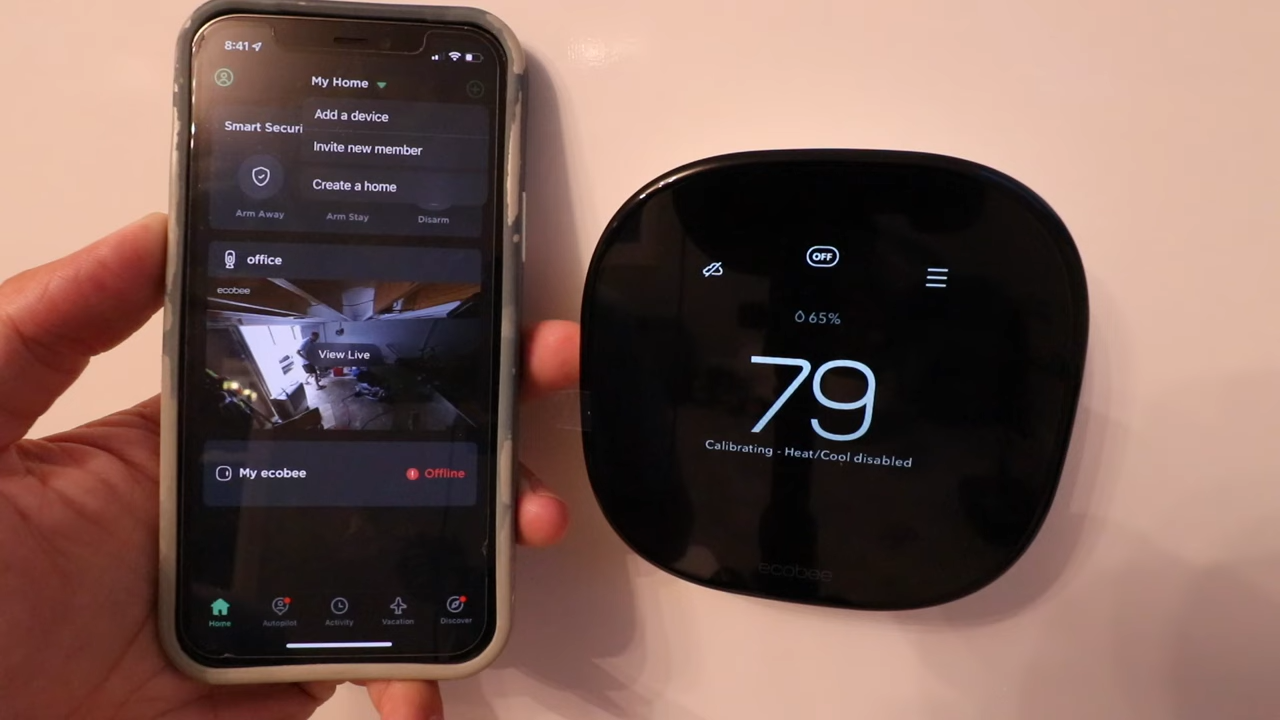 8:41
My Home
Add a device
Smart Securi
Invite new member
Create a home
Arm Away
Arm Stay
Disarm
office
ecobee
View Live
My ecobee
! Offline
Home
Autopilot
Activity
Vacation
Discover
OFF
65%
79
Calibrating - Heat/Cool disabled
ecobee